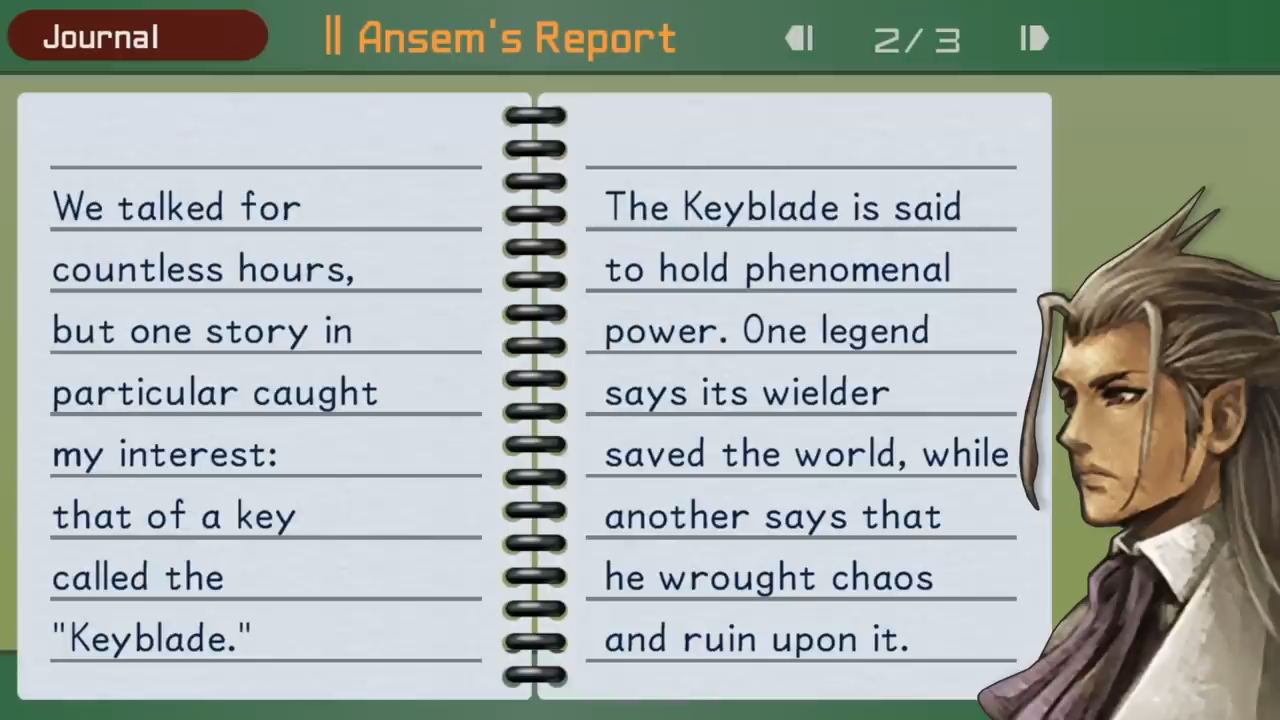 Journal
Ansem's Report
2/3
We talked for
countless hours,
but one story in
particular caught
my interest:
that of a key
called the
"Keyblade."
The Keyblade is said
to hold phenomenal
power. One legend
says its wielder
saved the world, while
another says that
he wrought chaos
and ruin upon it.